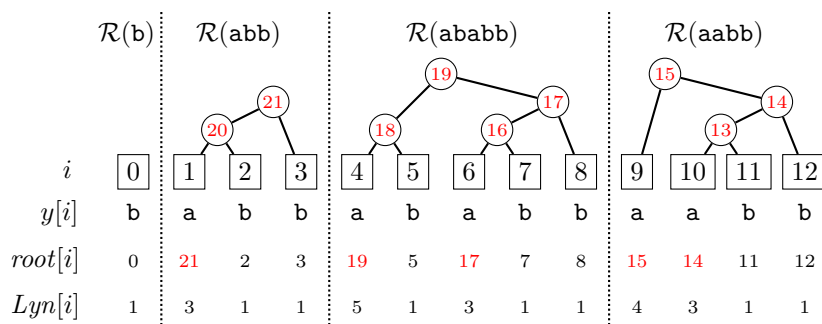 R(b) R(abb) R(ababb) R(aabb)
19 15
21 17 14
20 18 16 13
i 0 1 2 3 4 5 6 7 8 9 10 11 12
y[i] b a b b a b a b b a a b b
root[i] 0 21 2 3 19 5 17 7 8 15 14 11 12
Lyn[i] 1 3 1 1 5 1 3 1 1 4 3 1 1